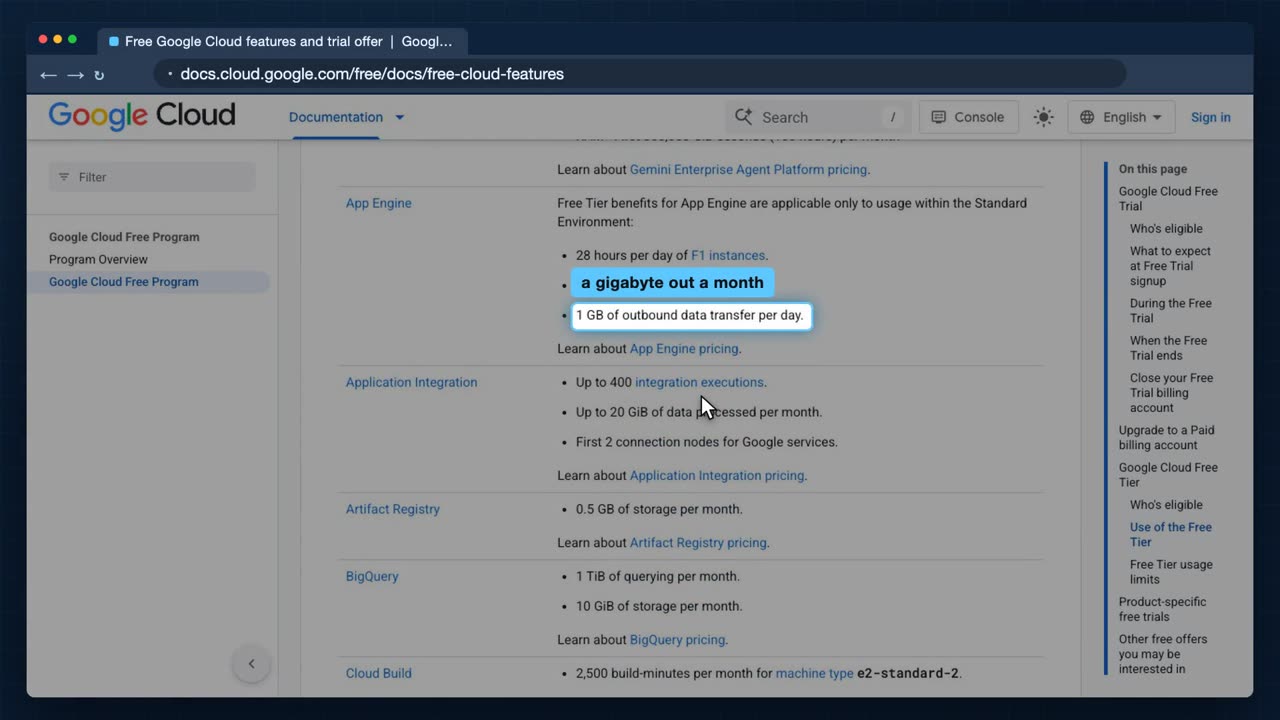 Free Google Cloud features and trial offer | Googl...
docs.cloud.google.com/free/docs/free-cloud-features
Google Cloud
Documentation
Search
/
Console
English
Sign in
Filter
Google Cloud Free Program
Program Overview
Google Cloud Free Program
Learn about Gemini Enterprise Agent Platform pricing.
App Engine
Free Tier benefits for App Engine are applicable only to usage within the Standard
Environment:
• 28 hours per day of F1 instances.
a gigabyte out a month
• 1 GB of outbound data transfer per day.
Learn about App Engine pricing.
Application Integration
• Up to 400 integration executions.
• Up to 20 GiB of data processed per month.
• First 2 connection nodes for Google services.
Learn about Application Integration pricing.
Artifact Registry
• 0.5 GB of storage per month.
Learn about Artifact Registry pricing.
BigQuery
• 1 TiB of querying per month.
• 10 GiB of storage per month.
Learn about BigQuery pricing.
Cloud Build
• 2,500 build-minutes per month for machine type e2-standard-2.
On this page
Google Cloud Free
Trial
Who's eligible
What to expect
at Free Trial
signup
During the Free
Trial
When the Free
Trial ends
Close your Free
Trial billing
account
Upgrade to a Paid
billing account
Google Cloud Free
Tier
Who's eligible
Use of the Free
Tier
Free Tier usage
limits
Product-specific
free trials
Other free offers
you may be
interested in